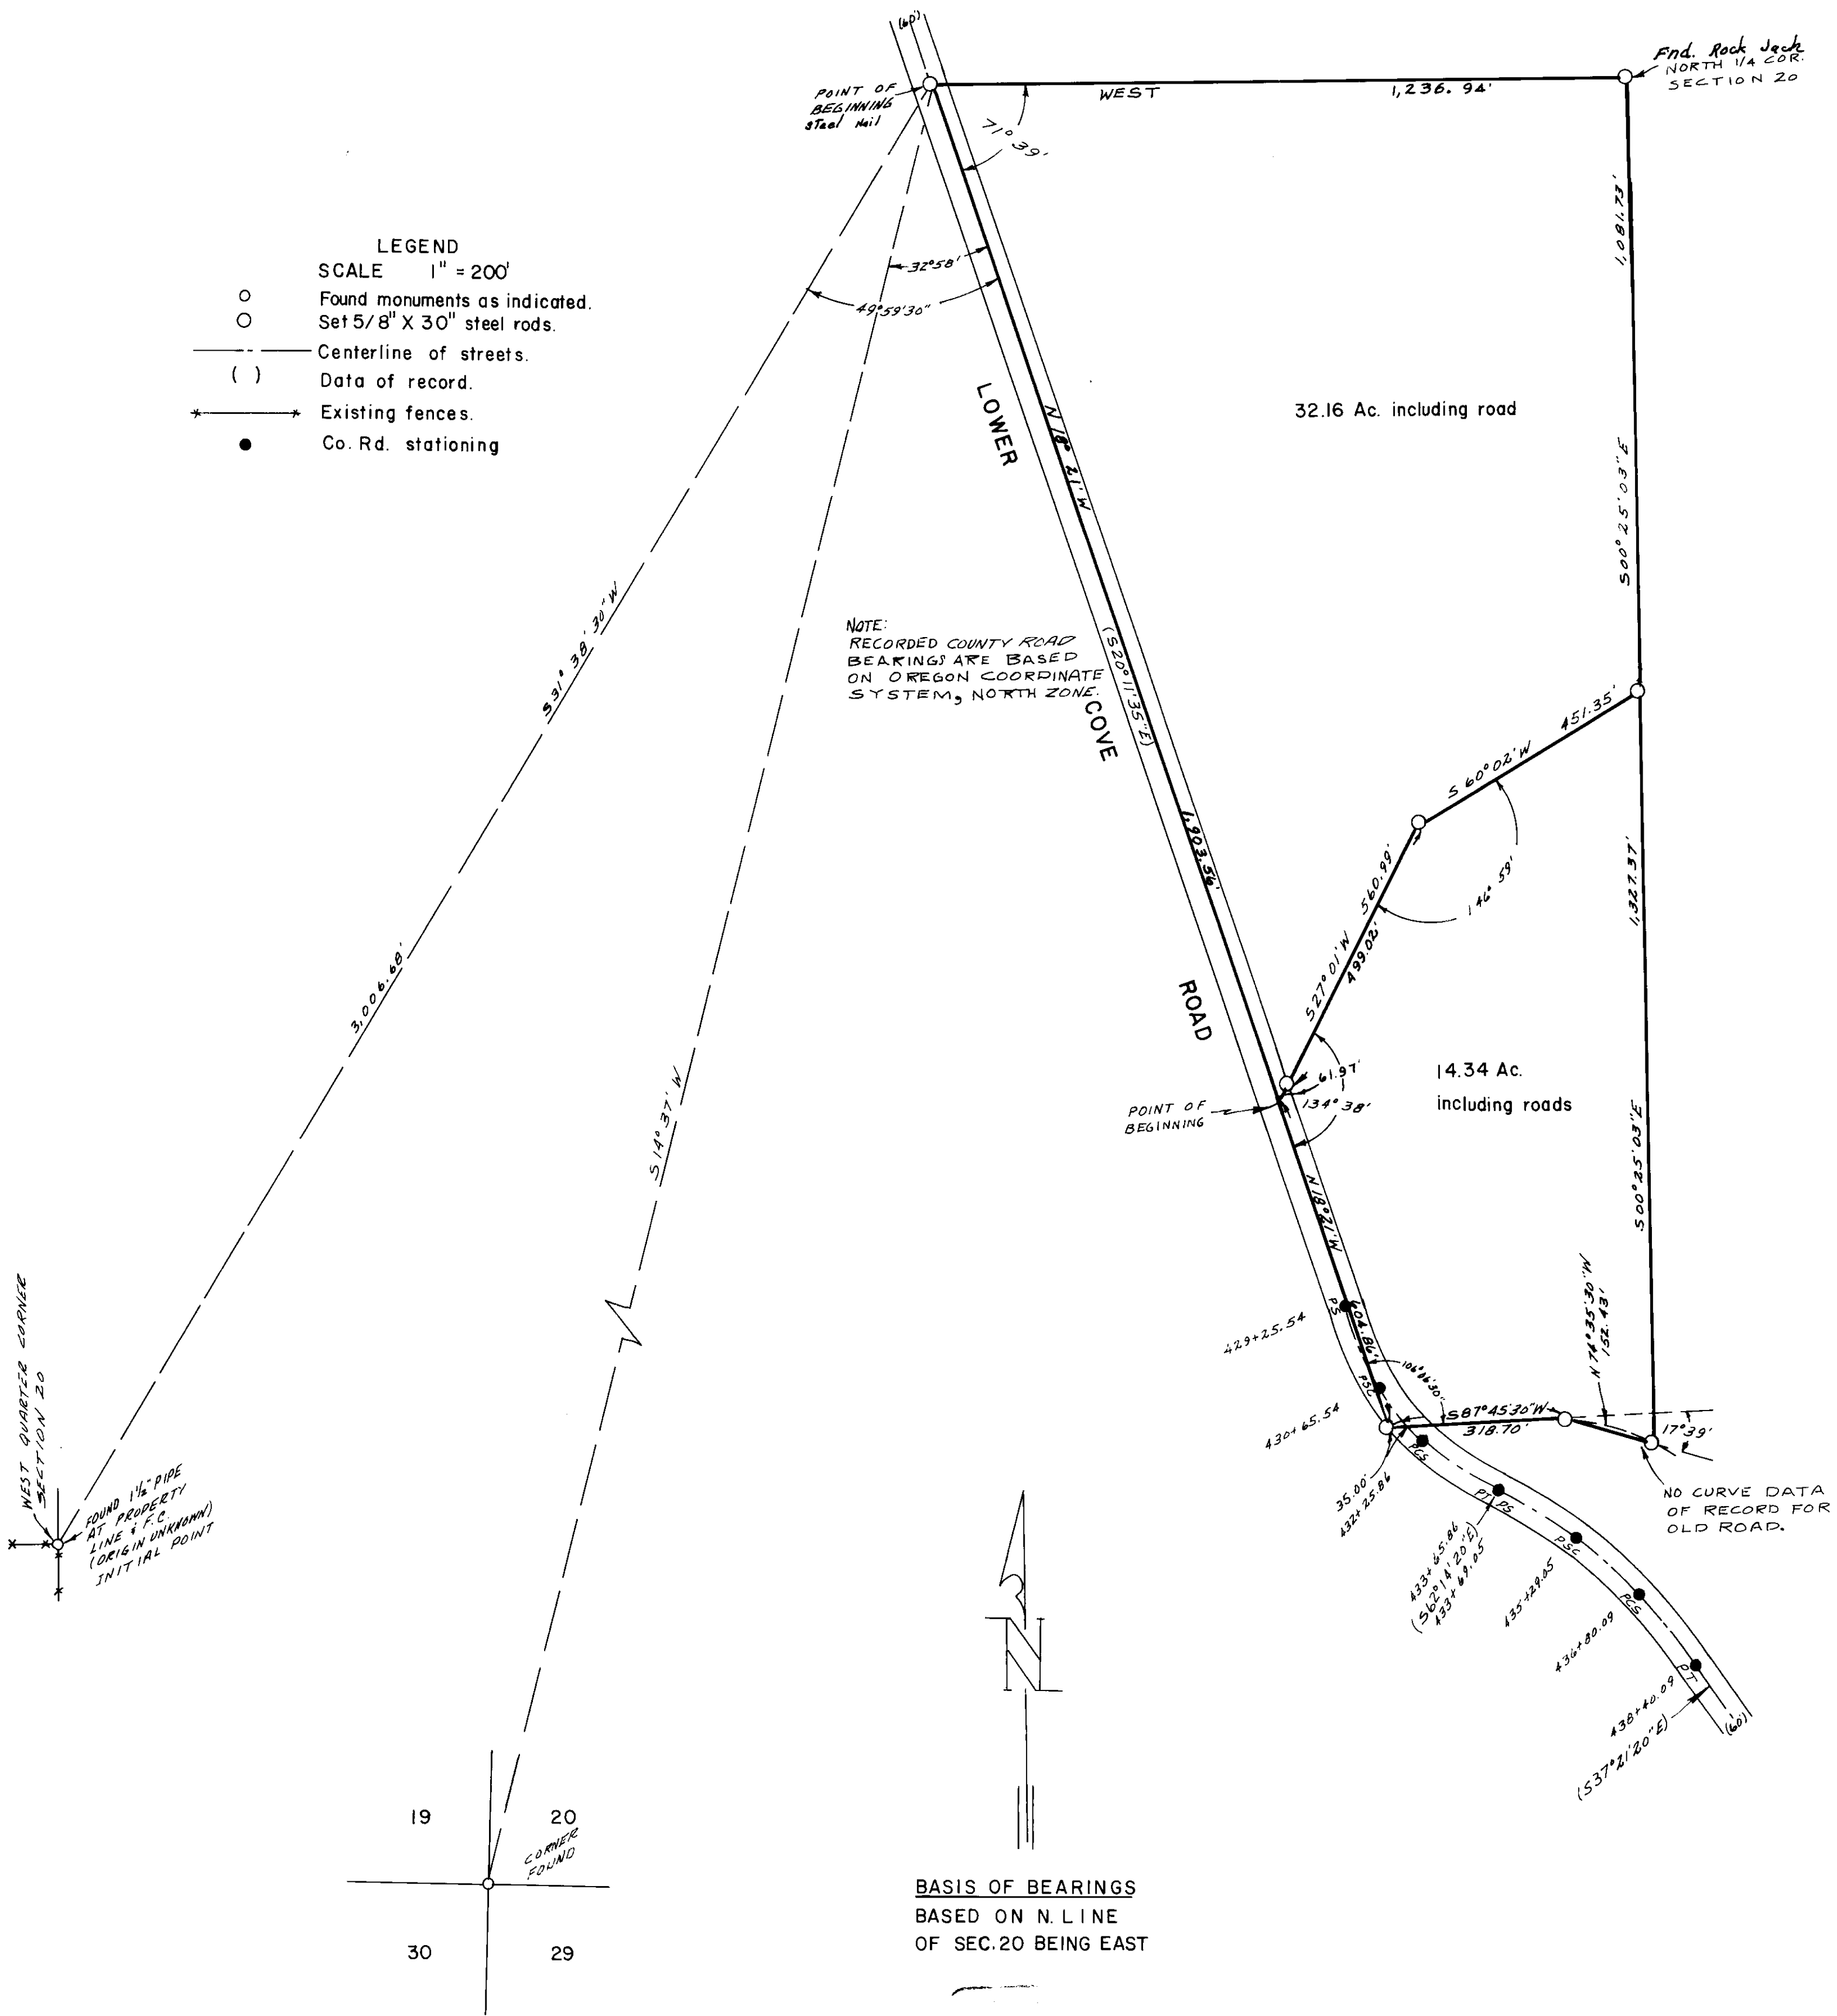 (60')
Fnd. Rock Jack
NORTH 1/4 COR.
SECTION 20
POINT OF
BEGINNING
Steel Nail
WEST 1,236.94'
71° 39'
LEGEND
SCALE 1" = 200'
Found monuments as indicated.
Set 5/8" X 30" steel rods.
Centerline of streets.
( ) Data of record.
Existing fences.
Co. Rd. stationing
32°58'
49°59'30"
1,081.73'
S00° 25' 03" E
32.16 Ac. including road
LOWER
COVE
ROAD
N 18° 21' W
(S20° 11' 35" E)
1,903.56'
NOTE:
RECORDED COUNTY ROAD
BEARINGS ARE BASED
ON OREGON COORDINATE
SYSTEM, NORTH ZONE.
S31° 38' 30" W
3,006.68'
S14° 37' W
451.35'
S 60° 02' W
146° 59'
560.99'
S27° 01' W
499.02'
1,327.37'
S00° 25' 03" E
61.97'
134° 38'
POINT OF
BEGINNING
14.34 Ac.
including roads
N 18° 21' W
604.86'
PS
429+25.54
PSC
430+65.54
S87° 45' 30" W
318.70'
N 74° 35' 30" W
152.43'
17° 39'
NO CURVE DATA
OF RECORD FOR
OLD ROAD.
35.00'
432+25.86
PCS
PT PS
433+65.86
(S62° 14' 20" E)
433+69.05
PSC
435+29.05
PCS
436+80.09
PT
438+40.09
(S37° 21' 20" E)
(60')
WEST QUARTER CORNER
SECTION 20
FOUND 1 1/2" PIPE
AT PROPERTY
LINE & F.C.
(ORIGIN UNKNOWN)
INITIAL POINT
N
19 20
CORNER
FOUND
30 29
BASIS OF BEARINGS
BASED ON N. LINE
OF SEC. 20 BEING EAST